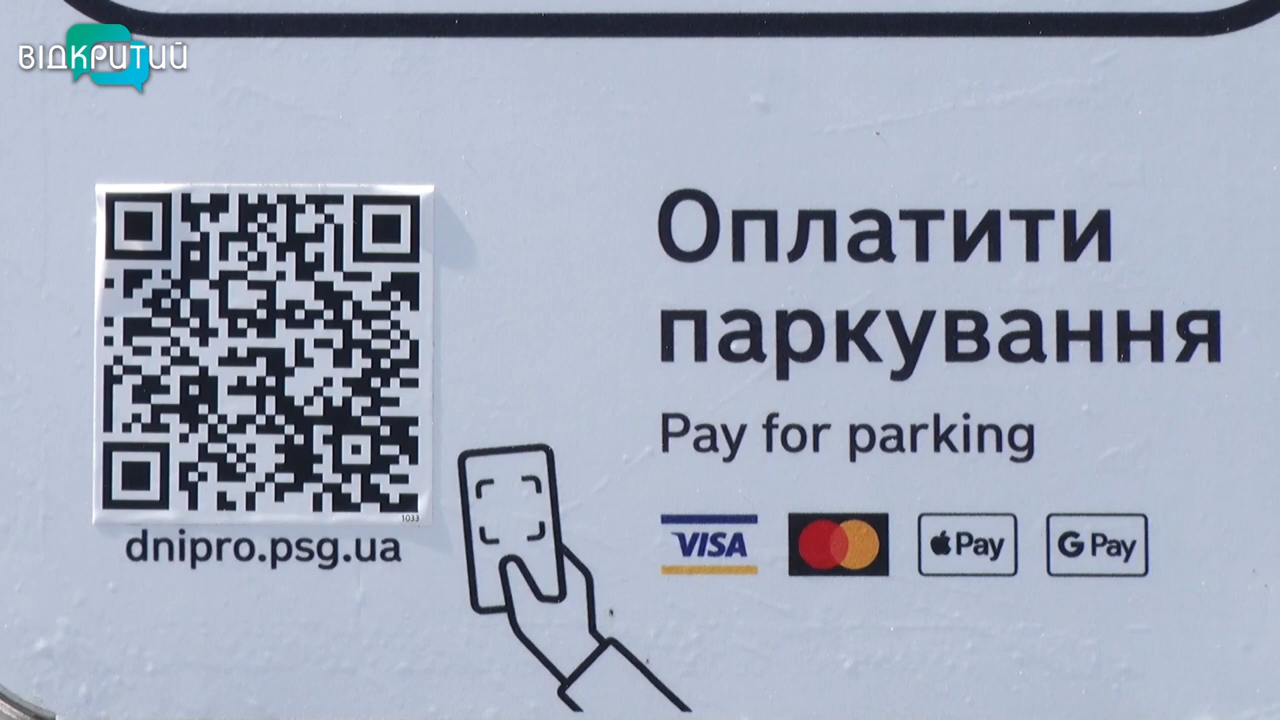 ВІДКРИТИЙ
Оплатити
паркування
Pay for parking
VISA
Pay
G Pay
1033
dnipro.psg.ua